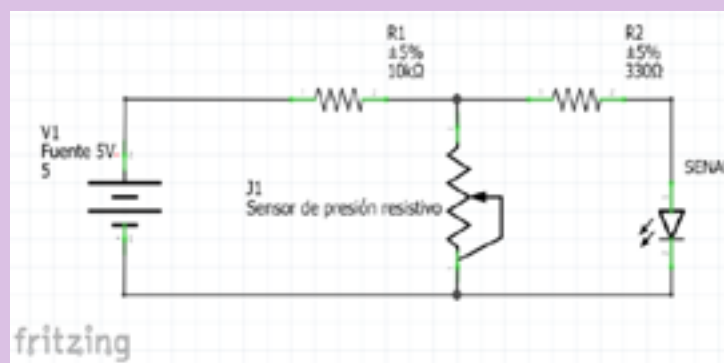 R1
±5%
10kΩ
R2
±5%
330Ω
V1
Fuente 5V
5
J1
Sensor de presión resistivo
SENA
fritzing